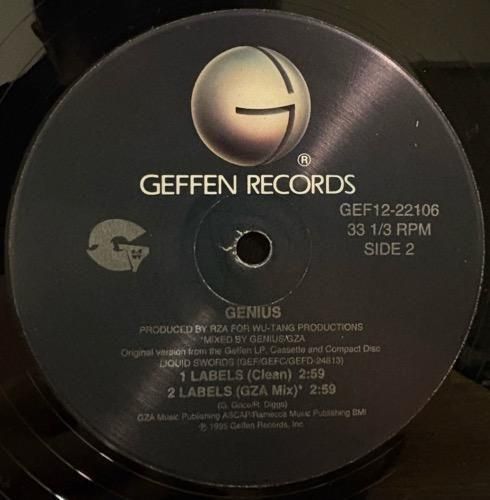 ®
GEFFEN RECORDS
GEF12-22106
33 1/3 RPM
SIDE 2
G
GENIUS
PRODUCED BY RZA FOR WU-TANG PRODUCTIONS
*MIXED BY GENIUS/GZA
Original version from the Geffen LP, Cassette and Compact Disc
LIQUID SWORDS (GEF/GEFC/GEFD-24813)
1 LABELS (Clean) 2:59
2 LABELS (GZA Mix)* 2:59
(G. Grice/R. Diggs)
GZA Music Publishing ASCAP/Ramecca Music Publishing BMI
℗ 1995 Geffen Records, Inc